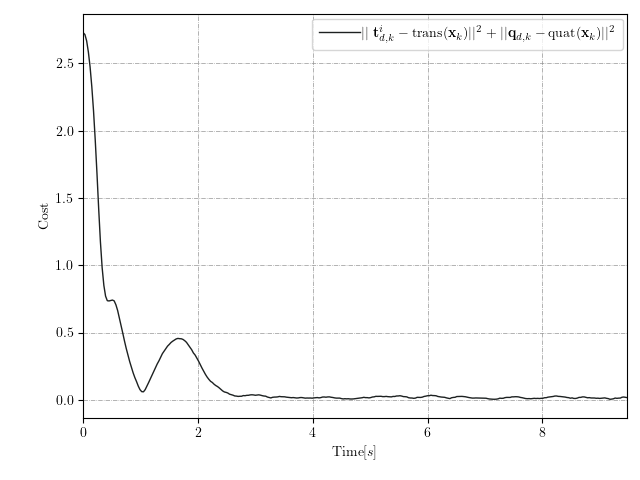 || t^i_{d,k} − trans(x_k)||^2 + ||q_{d,k} − quat(x_k)||^2
2.5
2.0
1.5
1.0
0.5
0.0
Cost
0 2 4 6 8
Time[s]